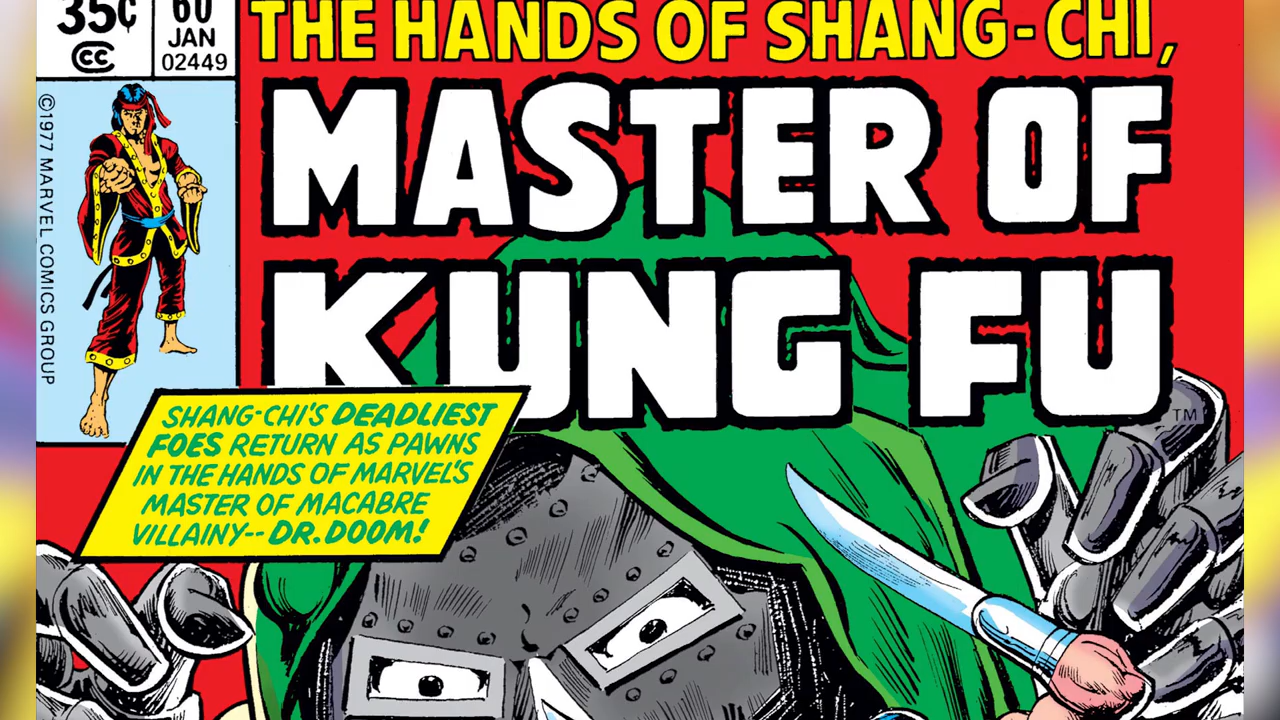 35¢
60
JAN
02449
CC
©1977 MARVEL COMICS GROUP
THE HANDS OF SHANG-CHI,
MASTER OF
KUNG FU
TM
SHANG-CHI'S DEADLIEST
FOES RETURN AS PAWNS
IN THE HANDS OF MARVEL'S
MASTER OF MACABRE
VILLAINY-- DR. DOOM!